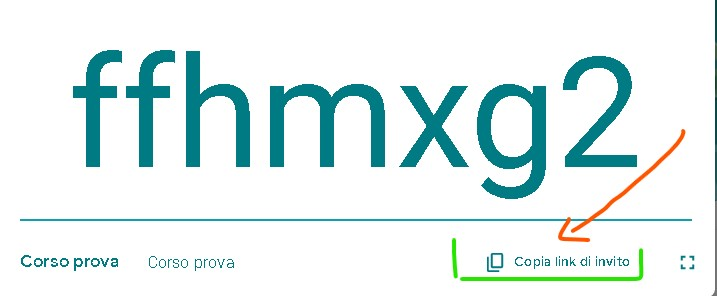 ffhmxg2
Corso prova Corso prova Copia link di invito